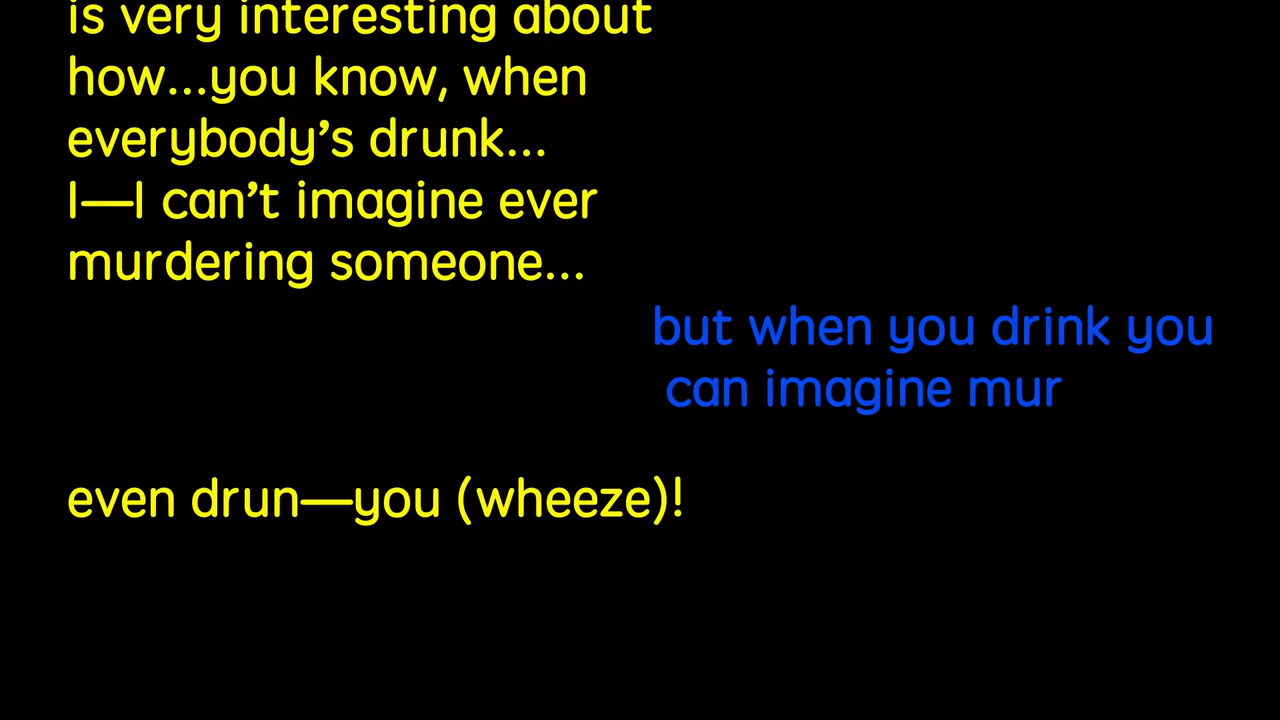 is very interesting about
how...you know, when
everybody’s drunk...
I—I can’t imagine ever
murdering someone...
but when you drink you
can imagine mur
even drun—you (wheeze)!